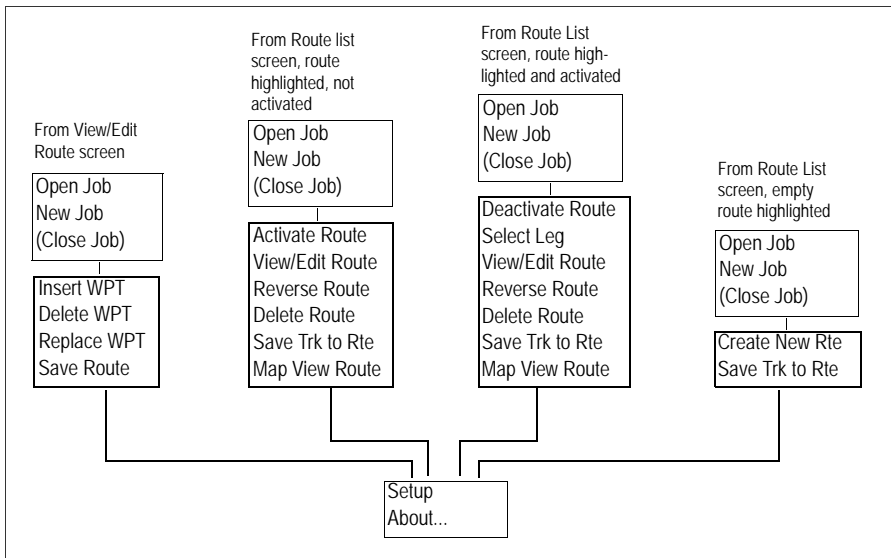 From View/Edit
Route screen
Open Job
New Job
(Close Job)
Insert WPT
Delete WPT
Replace WPT
Save Route
From Route list
screen, route
highlighted, not
activated
Open Job
New Job
(Close Job)
Activate Route
View/Edit Route
Reverse Route
Delete Route
Save Trk to Rte
Map View Route
From Route List
screen, route high-
lighted and activated
Open Job
New Job
(Close Job)
Deactivate Route
Select Leg
View/Edit Route
Reverse Route
Delete Route
Save Trk to Rte
Map View Route
From Route List
screen, empty
route highlighted
Open Job
New Job
(Close Job)
Create New Rte
Save Trk to Rte
Setup
About...